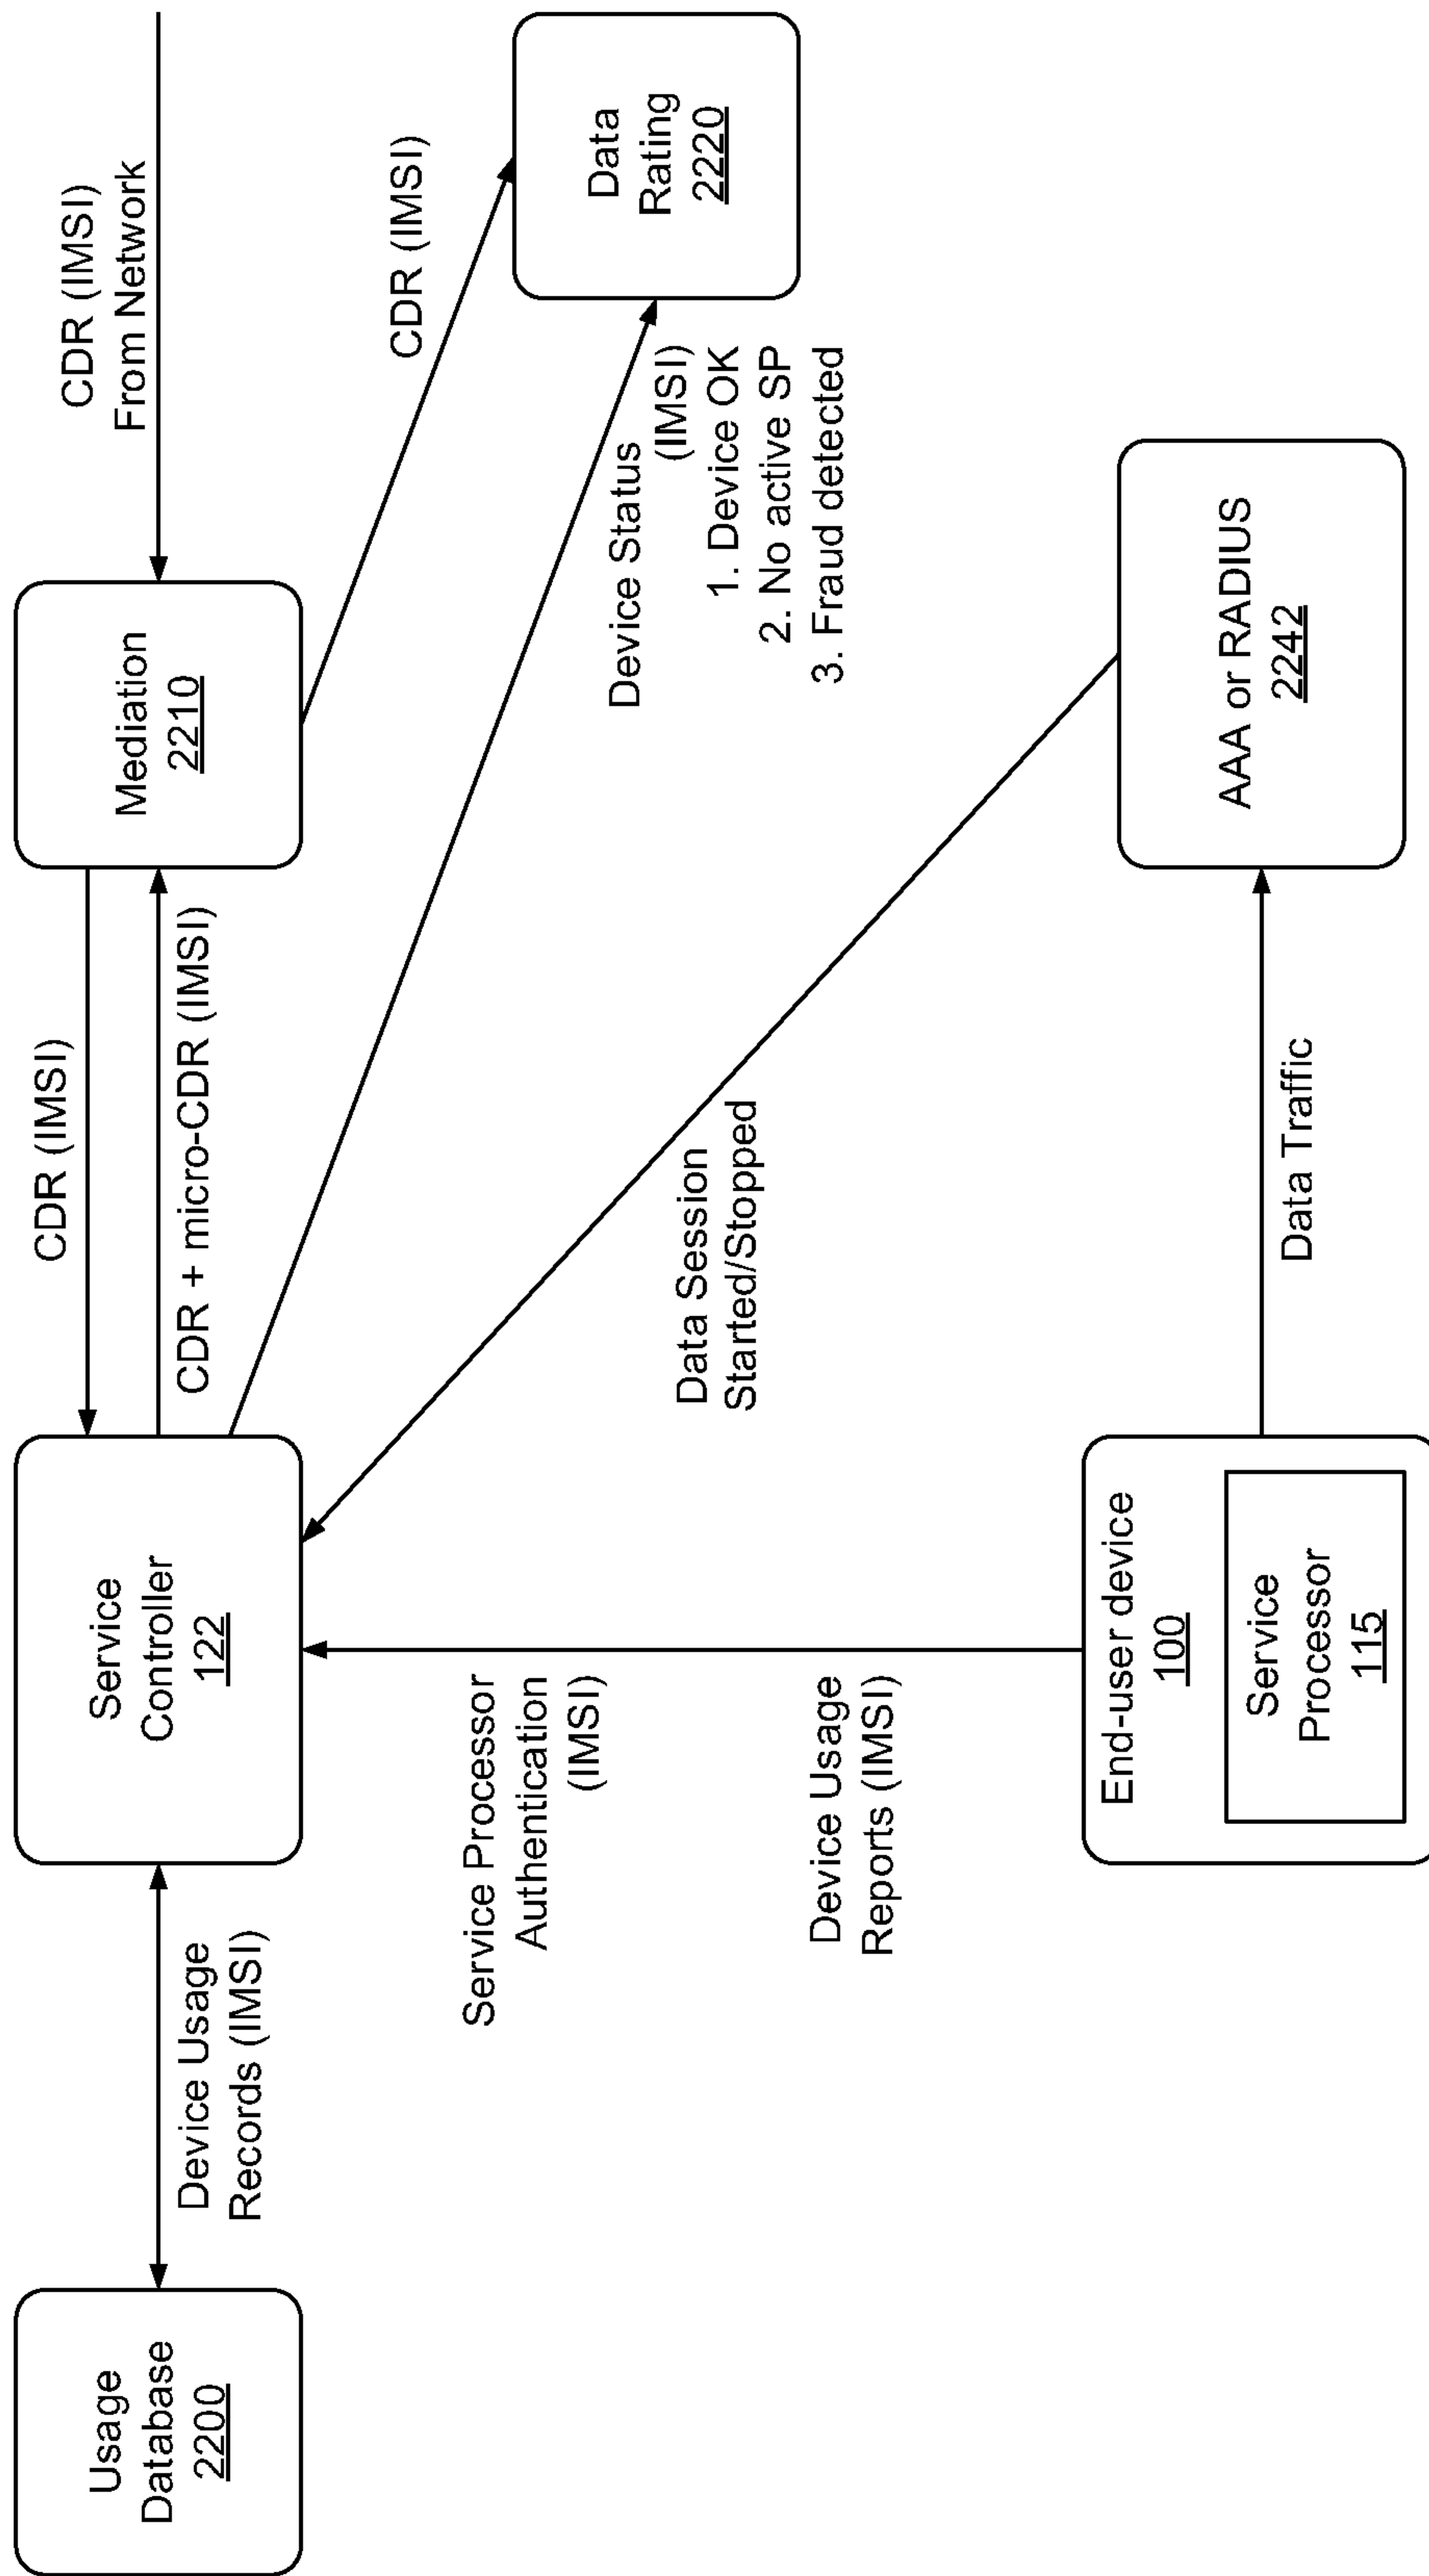 Usage
Database
2200
Device Usage
Records (IMSI)
Service
Controller
122
CDR (IMSI)
CDR + micro-CDR (IMSI)
Mediation
2210
CDR (IMSI)
From Network
CDR (IMSI)
Data
Rating
2220
Device Status
(IMSI)
1. Device OK
2. No active SP
3. Fraud detected
Service Processor
Authentication
(IMSI)
Device Usage
Reports (IMSI)
Data Session
Started/Stopped
End-user device
100
Service
Processor
115
Data Traffic
AAA or RADIUS
2242